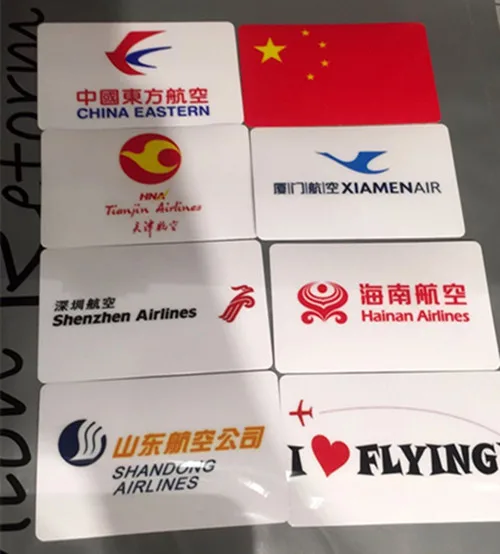 中國東方航空
CHINA EASTERN
HNA
Tianjin Airlines
天津航空
厦门航空 XIAMENAIR
深圳航空
Shenzhen Airlines
海南航空
Hainan Airlines
山东航空公司
SHANDONG
AIRLINES
I FLYING